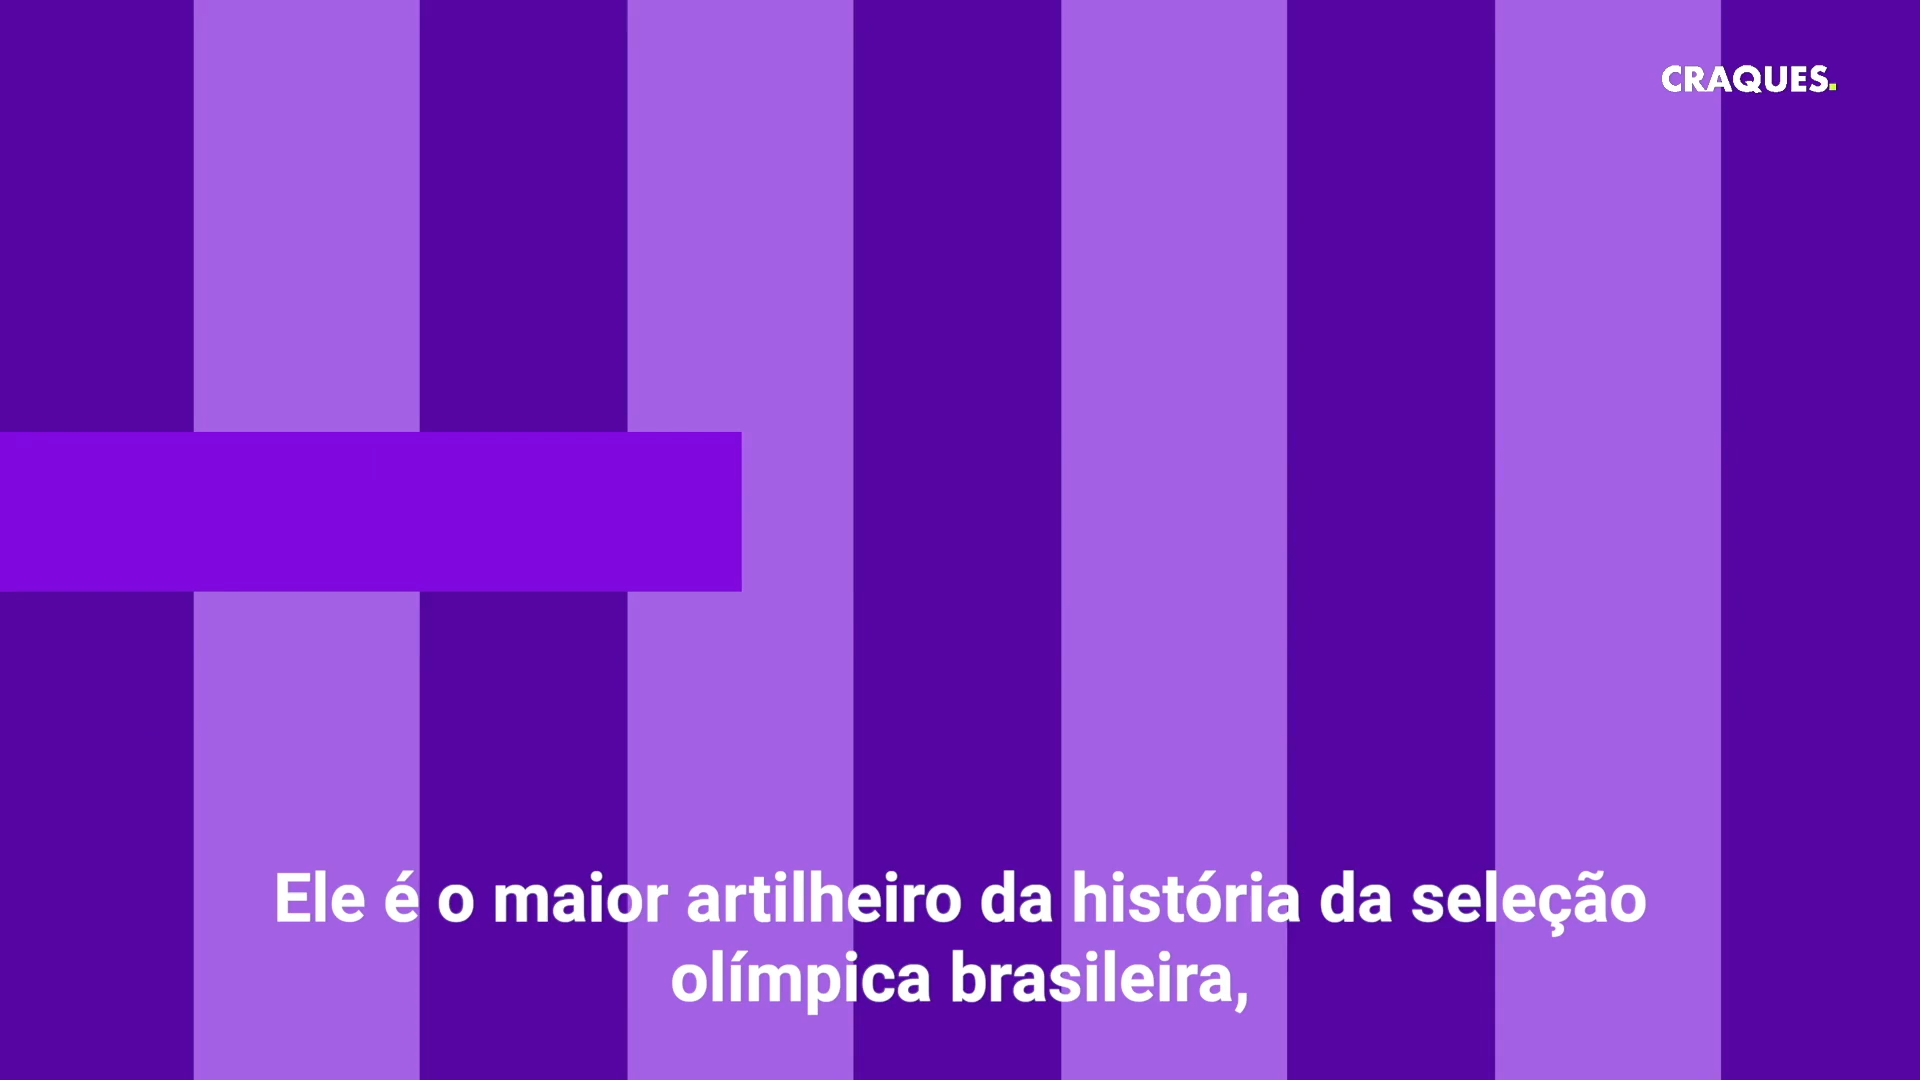 CRAQUES.
Ele é o maior artilheiro da história da seleção
olímpica brasileira,